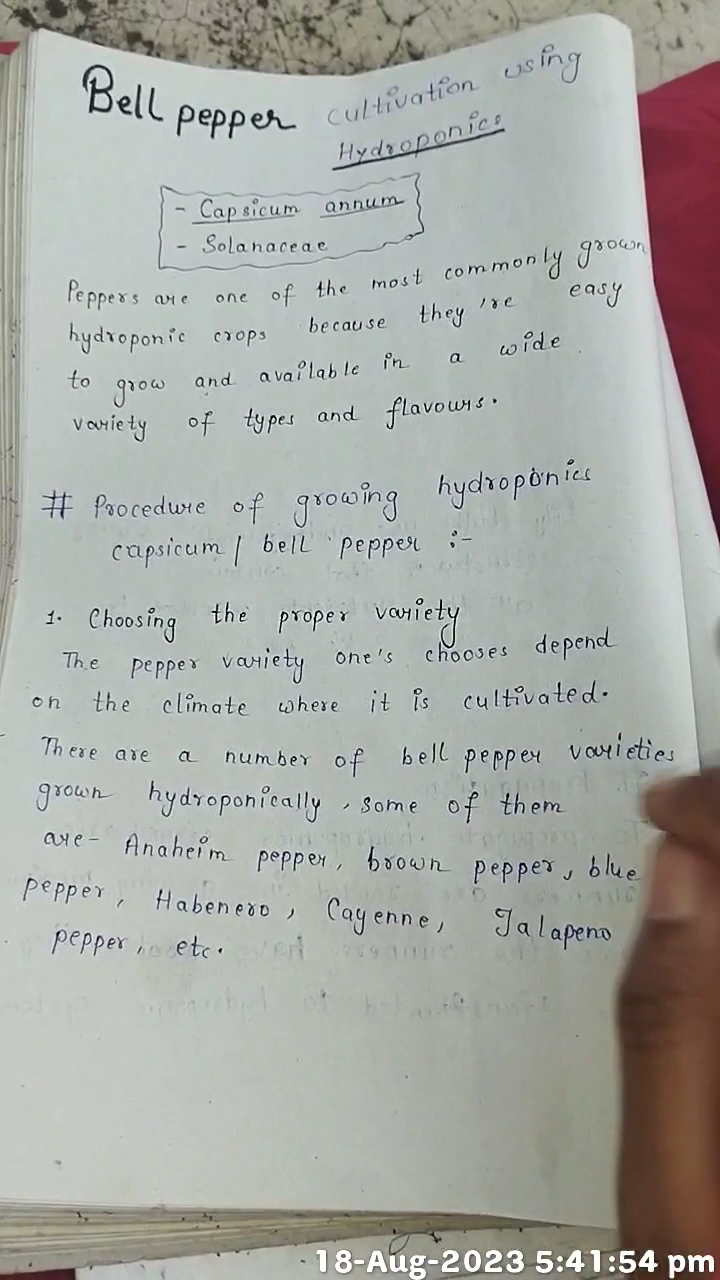 Bell pepper cultivation using
Hydroponics
- Capsicum annum
- Solanaceae
Peppers are one of the most commonly grown
hydroponic crops because they're easy
to grow and available in a wide
variety of types and flavours.
# Procedure of growing hydroponics
capsicum / bell pepper :-
1. Choosing the proper variety
The pepper variety one's chooses depend
on the climate where it is cultivated.
There are a number of bell pepper varieties
grown hydroponically, some of them
are- Anaheim pepper, brown pepper, blue
pepper, Habenero, Cayenne, Jalapeno
pepper, etc.
18-Aug-2023 5:41:54 pm